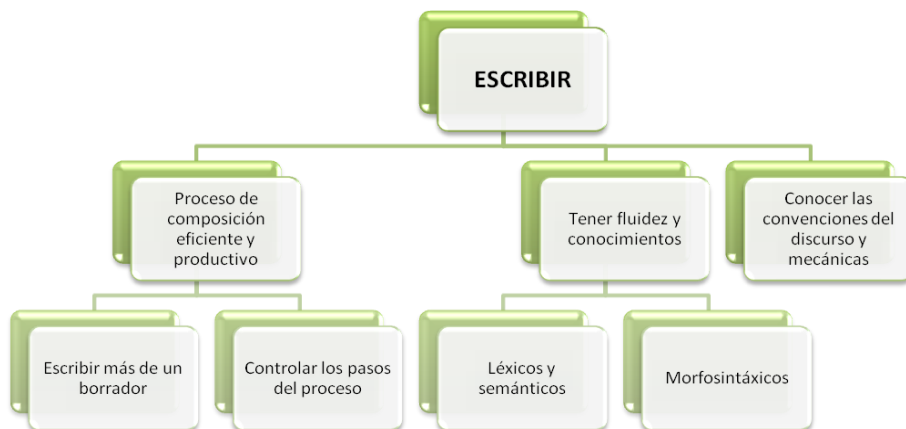 ESCRIBIR
Proceso de
composición
eficiente y
productivo
Tener fluidez y
conocimientos
Conocer las
convenciones del
discurso y
mecánicas
Escribir más de un
borrador
Controlar los pasos
del proceso
Léxicos y
semánticos
Morfosintáxicos